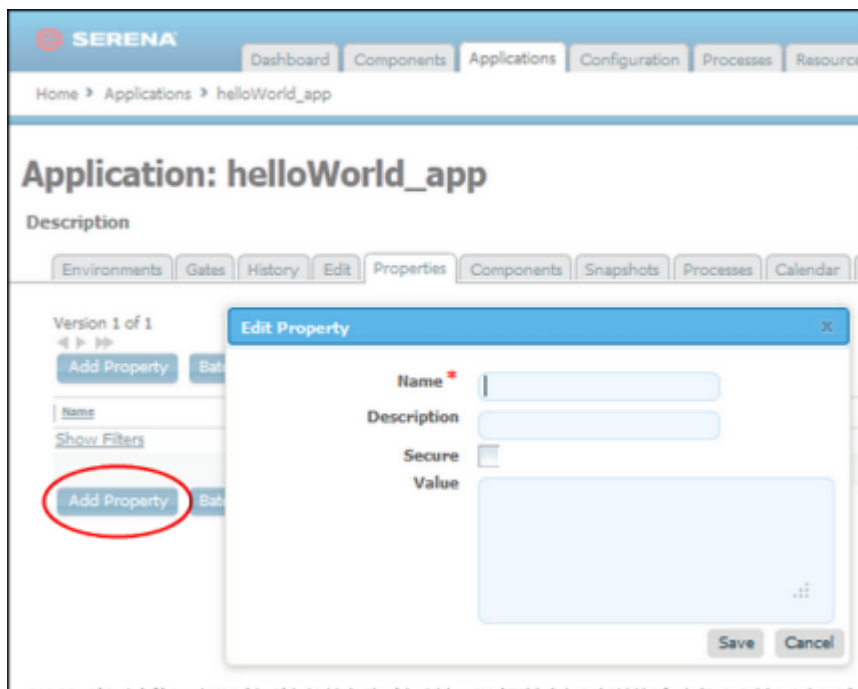 SERENA
Dashboard Components Applications Configuration Processes Resource
Home > Applications > helloWorld_app
Application: helloWorld_app
Description
Environments Gates History Edit Properties Components Snapshots Processes Calendar
Version 1 of 1
Add Property Bat
Name
Show Filters
Add Property Bat
Edit Property x
Name *
Description
Secure
Value
Save Cancel